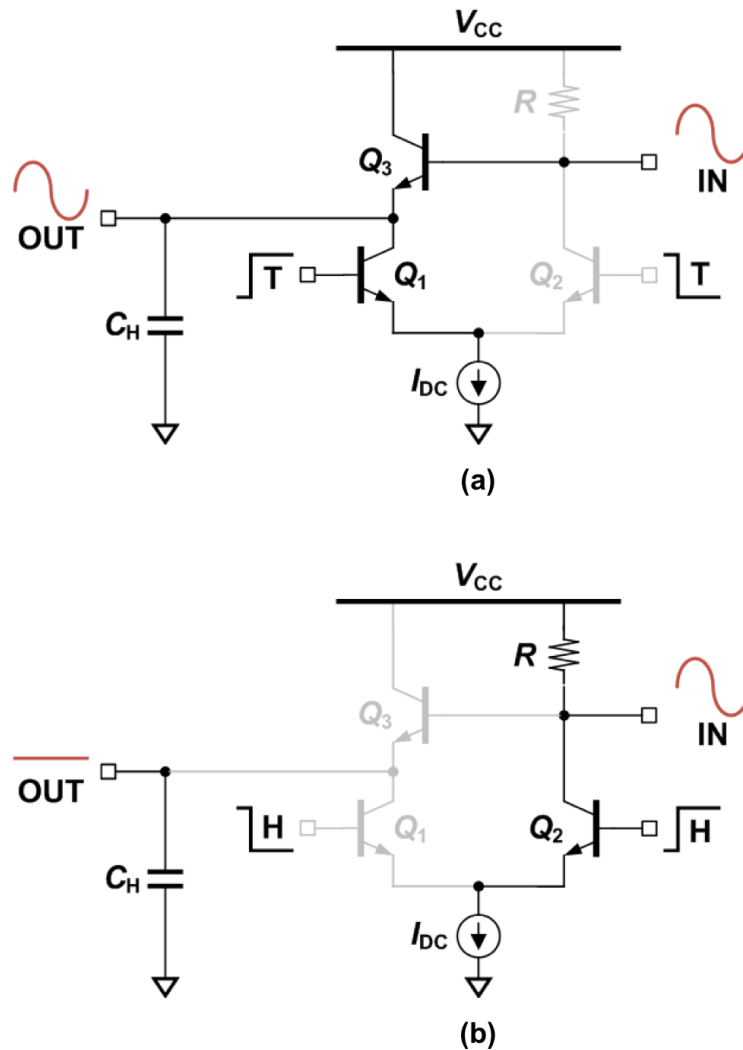 VCC
R
Q3
IN
OUT
T
Q1
Q2
T
CH
IDC
(a)
VCC
R
Q3
IN
OUT
H
Q1
Q2
H
CH
IDC
(b)